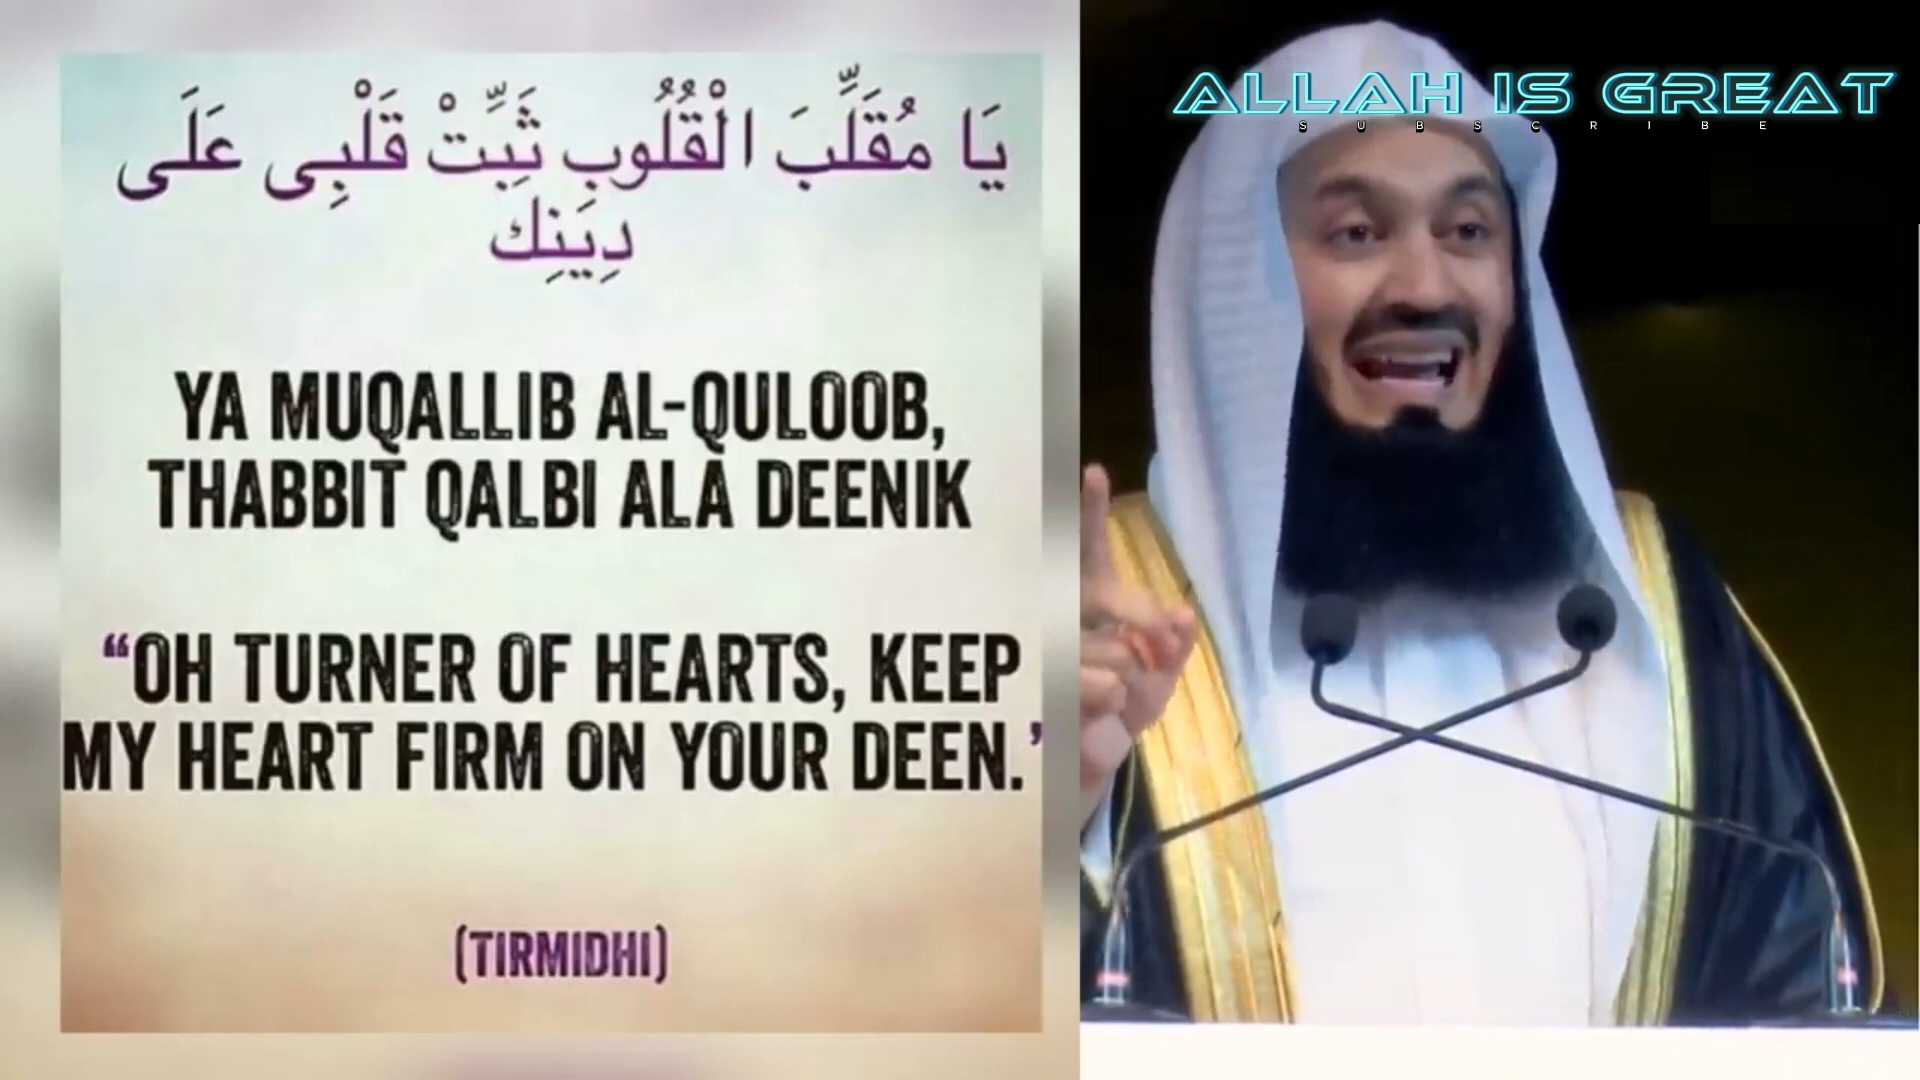 يَا مُقَلِّبَ الْقُلُوبِ ثَبِّتْ قَلْبِى عَلَى
دِيَنِكَ
YA MUQALLIB AL-QULOOB,
THABBIT QALBI ALA DEENIK
“OH TURNER OF HEARTS, KEEP
MY HEART FIRM ON YOUR DEEN.’
(TIRMIDHI)
ALLAH IS GREAT
SUBSCRIBE